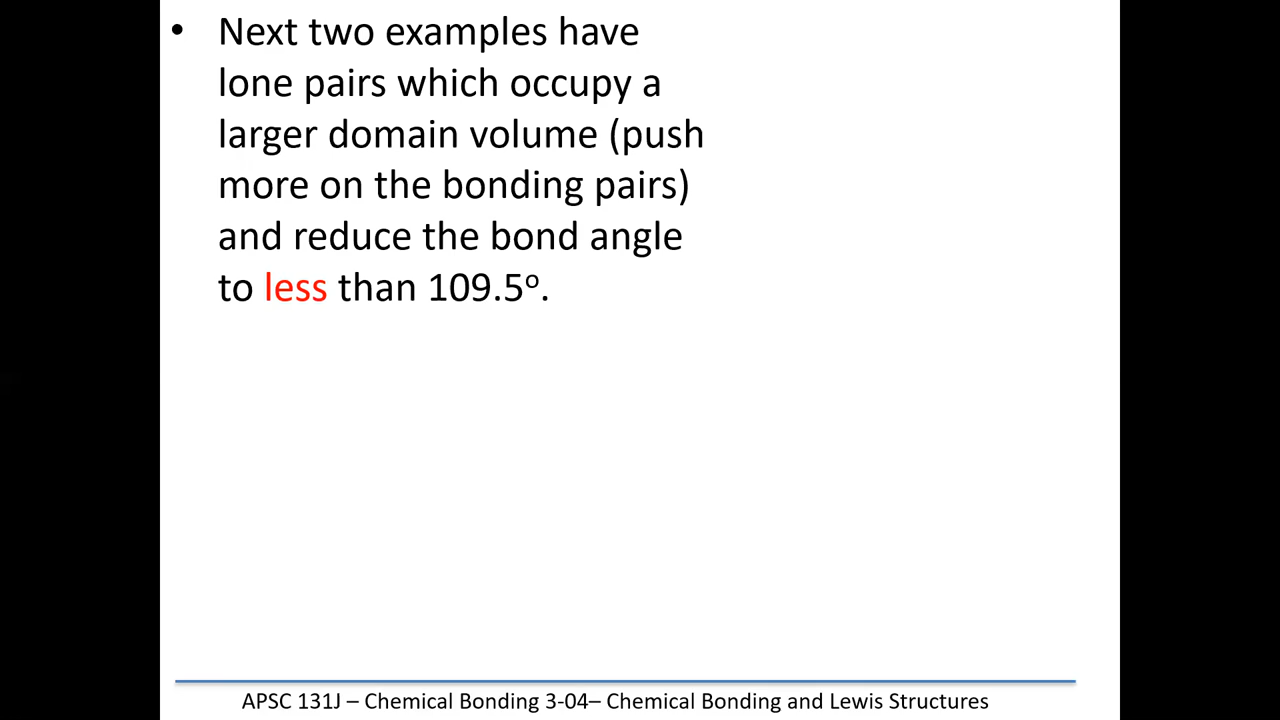 • Next two examples have
lone pairs which occupy a
larger domain volume (push
more on the bonding pairs)
and reduce the bond angle
to less than 109.5º.
APSC 131J – Chemical Bonding 3-04– Chemical Bonding and Lewis Structures